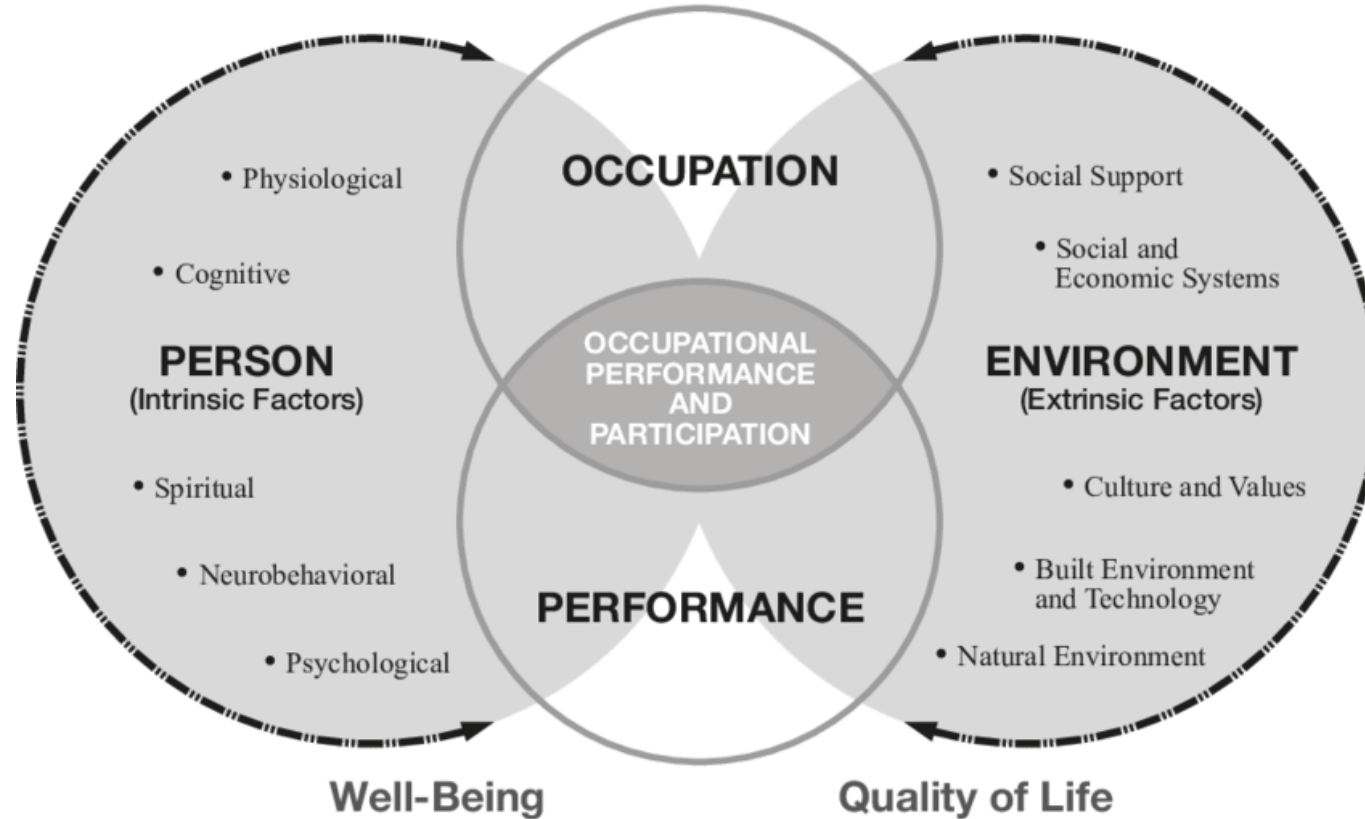 OCCUPATION
• Physiological
• Cognitive
PERSON
(Intrinsic Factors)
• Spiritual
• Neurobehavioral
• Psychological
OCCUPATIONAL
PERFORMANCE
AND
PARTICIPATION
• Social Support
• Social and
Economic Systems
ENVIRONMENT
(Extrinsic Factors)
• Culture and Values
• Built Environment
and Technology
• Natural Environment
PERFORMANCE
Well-Being
Quality of Life